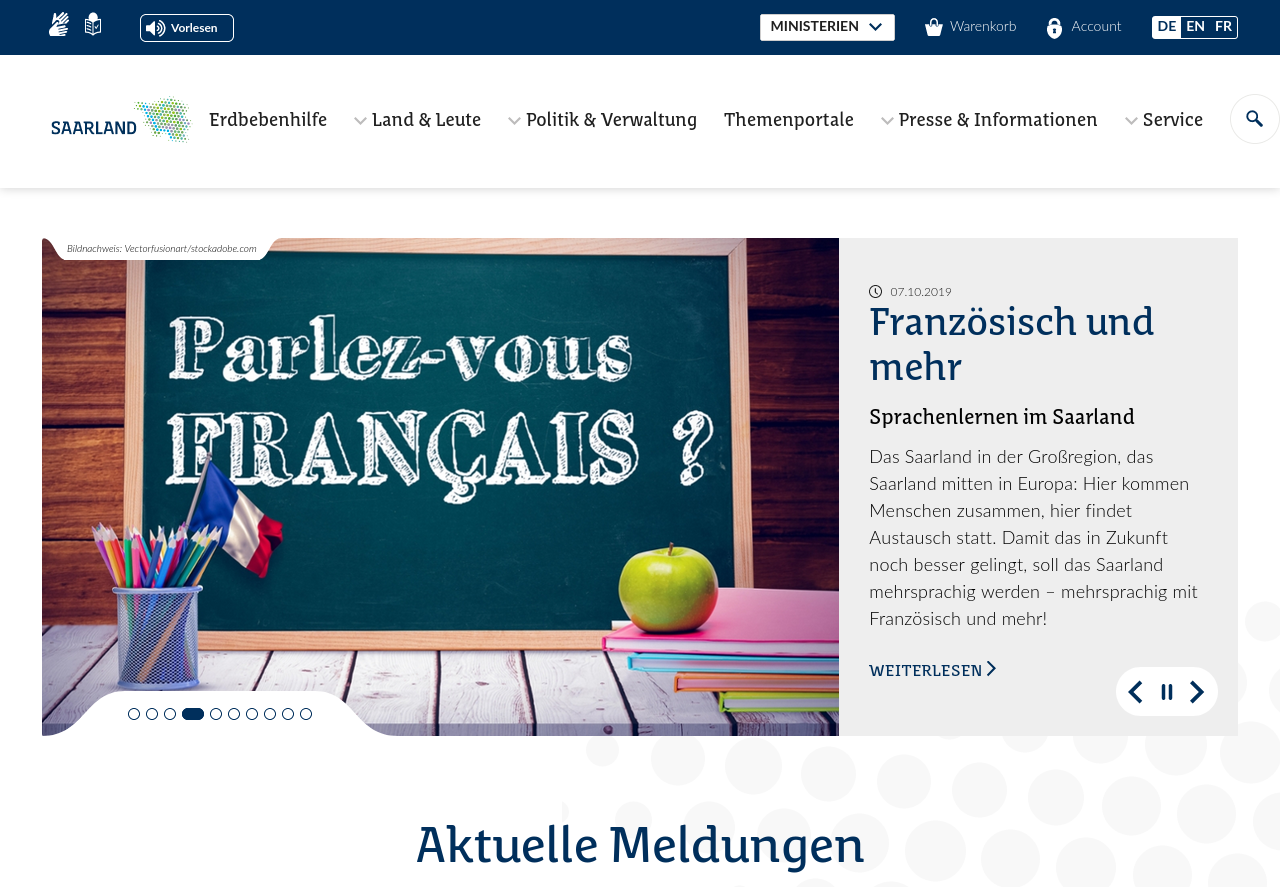 Vorlesen
MINISTERIEN
Warenkorb
Account
DE EN FR
SAARLAND
Erdbebenhilfe
Land & Leute
Politik & Verwaltung
Themenportale
Presse & Informationen
Service
Bildnachweis: Vectorfusionart/stockadobe.com
Parlez-vous
FRANÇAIS ?
07.10.2019
Französisch und
mehr
Sprachenlernen im Saarland
Das Saarland in der Großregion, das
Saarland mitten in Europa: Hier kommen
Menschen zusammen, hier findet
Austausch statt. Damit das in Zukunft
noch besser gelingt, soll das Saarland
mehrsprachig werden – mehrsprachig mit
Französisch und mehr!
WEITERLESEN
Aktuelle Meldungen